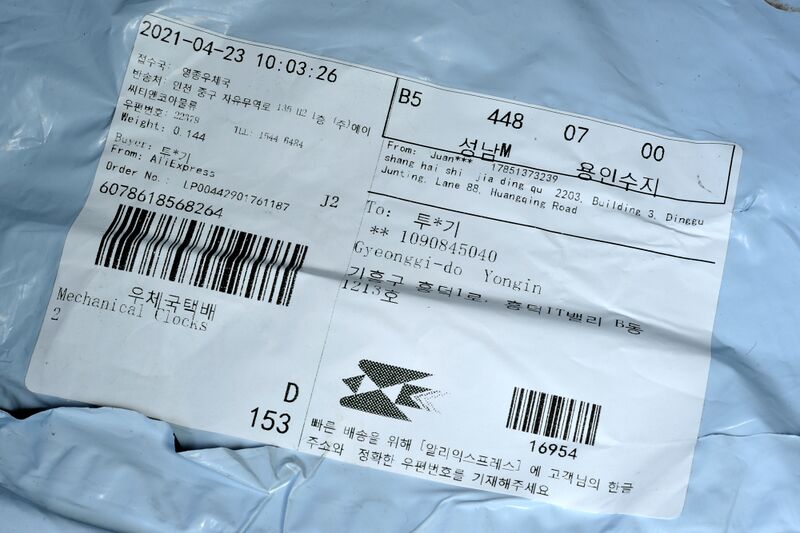 2021-04-23 10:03:26
접수국: 영종우체국
반송처: 인천 중구 자유무역로 (주)에이
씨티앤코아물류
우편번호: 22379
Weight: 0.144 TEL: 1544 8484
Buyer: 투*기
From: AliExpress
Order No.: LP00442901761187 J2
6078618568264
우체국택배
Mechanical Clocks
2
D
153
B5 448 07 00
성남M 용인수지
From: Juan*** 17851373239
shang hai shi jia ding qu 2203, Building 3, Dinggu
Junting, Lane 88, Huanqing Road
To: 투*기
** 1090845040
Gyeonggi-do Yongin
기흥구 흥덕1로, 흥덕IT밸리 B동
1213호
16954
빠른 배송을 위해 [알리익스프레스] 에 고객님의 한글
주소와 정확한 우편번호를 기재해주세요